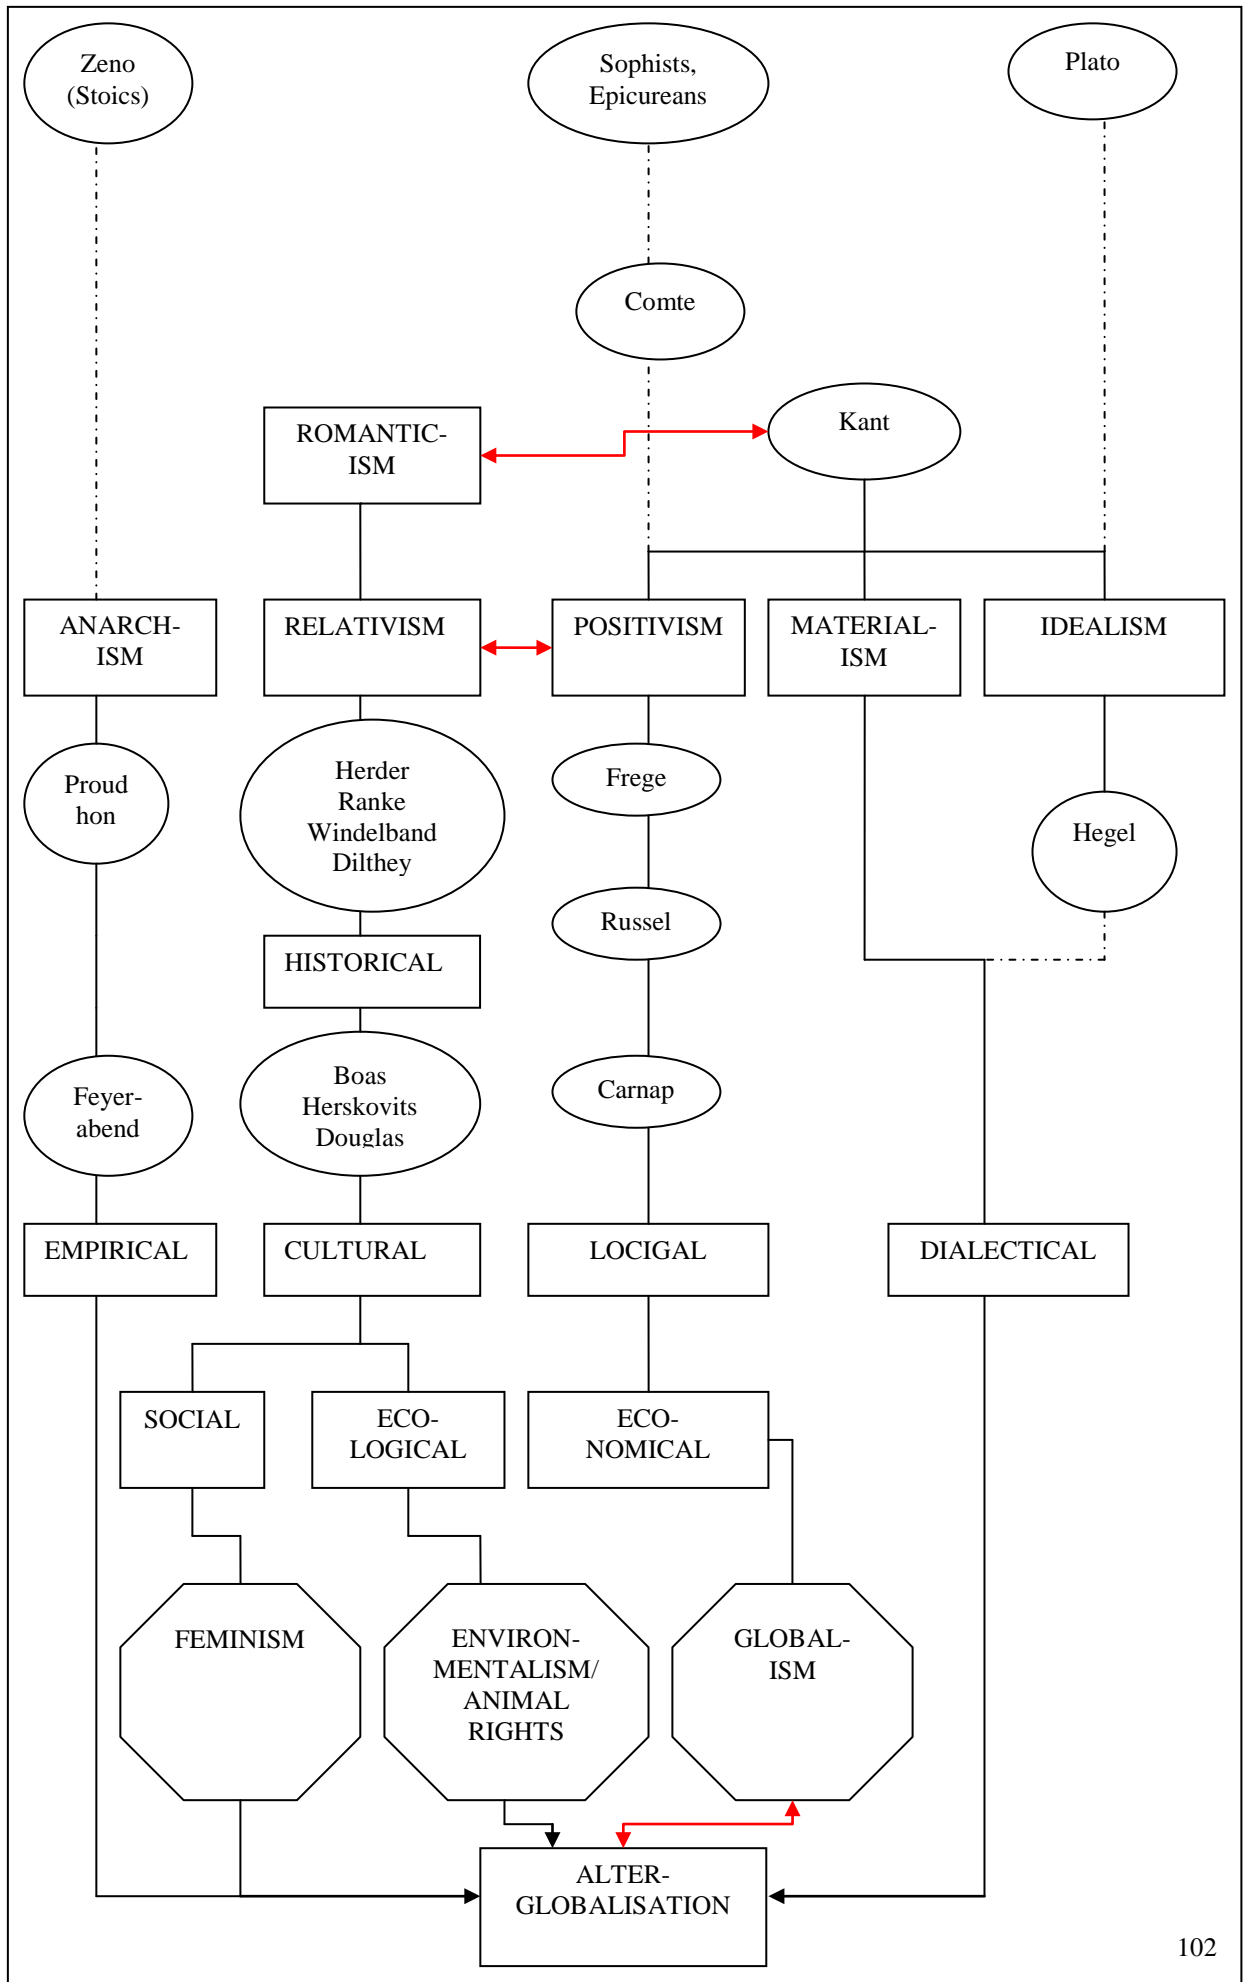 Zeno
(Stoics)
Sophists,
Epicureans
Plato
Comte
Kant
ROMANTIC-
ISM
ANARCH-
ISM
RELATIVISM
POSITIVISM
MATERIAL-
ISM
IDEALISM
Proud
hon
Herder
Ranke
Windelband
Dilthey
Frege
Hegel
Russel
HISTORICAL
Feyer-
abend
Boas
Herskovits
Douglas
Carnap
EMPIRICAL
CULTURAL
LOCIGAL
DIALECTICAL
SOCIAL
ECO-
LOGICAL
ECO-
NOMICAL
FEMINISM
ENVIRON-
MENTALISM/
ANIMAL
RIGHTS
GLOBAL-
ISM
ALTER-
GLOBALISATION
102